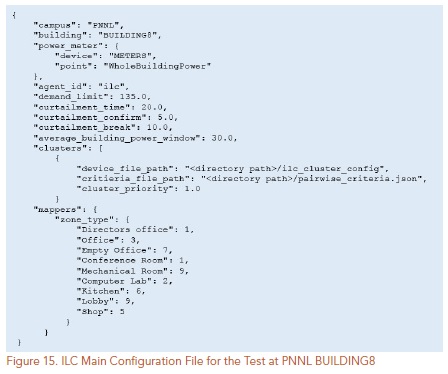 {
"campus": "PNNL",
"building": "BUILDING8",
"power_meter": {
"device": "METERS",
"point": "WholeBuildingPower"
},
"agent_id": "ilc",
"demand_limit": 135.0,
"curtailment_time": 20.0,
"curtailment_confirm": 5.0,
"curtailment_break": 10.0,
"average_building_power_window": 30.0,
"clusters": [
{
"device_file_path": "<directory path>/ilc_cluster_config",
"critieria_file_path": "<directory path>/pairwise_criteria.json",
"cluster_priority": 1.0
}
"mappers": {
"zone_type": {
"Directors office": 1,
"Office": 3,
"Empty Office": 7,
"Conference Room": 1,
"Mechanical Room": 9,
"Computer Lab": 2,
"Kitchen": 6,
"Lobby": 9,
"Shop": 5
}
}
}
Figure 15. ILC Main Configuration File for the Test at PNNL BUILDING8